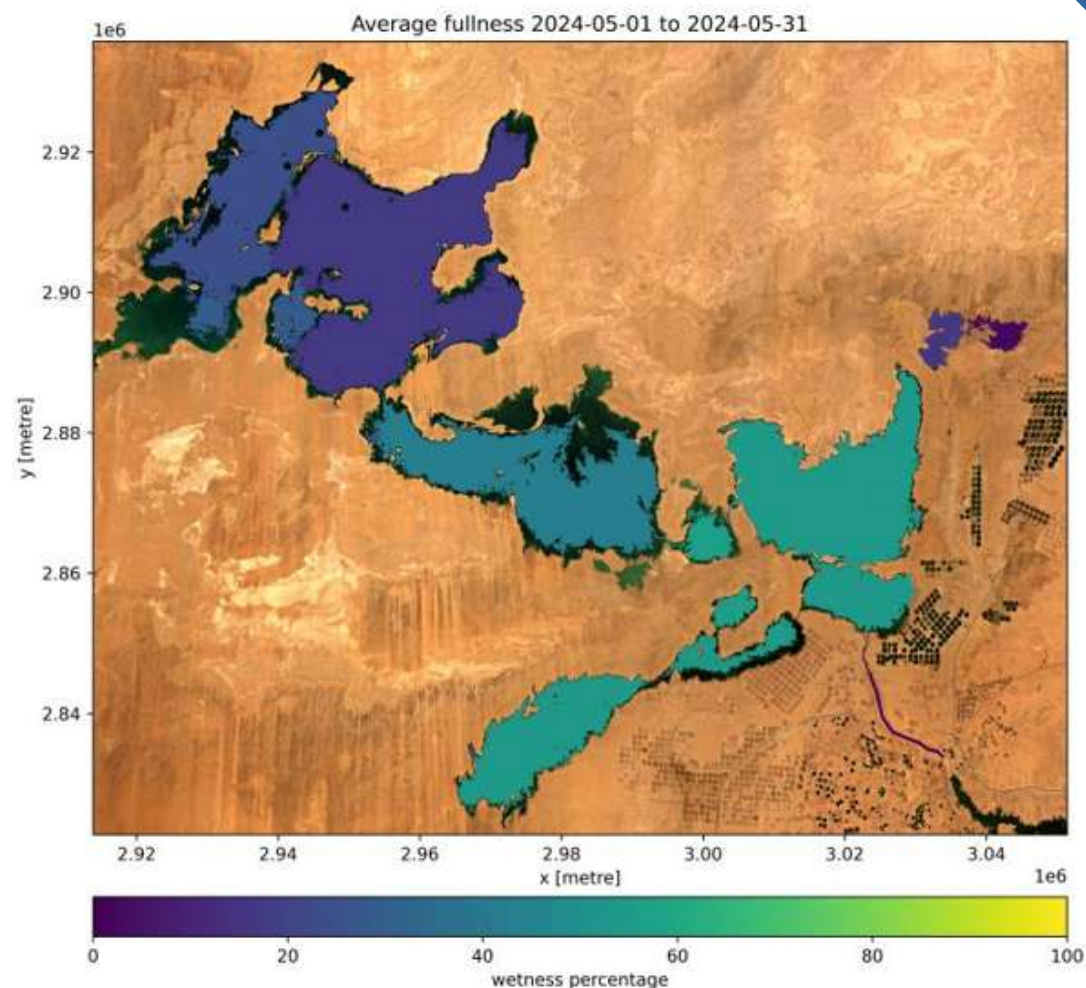 Average fullness 2024-05-01 to 2024-05-31
1e6
2.92
2.90
2.88
2.86
2.84
y [metre]
2.92 2.94 2.96 2.98 3.00 3.02 3.04
x [metre]
1e6
0 20 40 60 80 100
wetness percentage